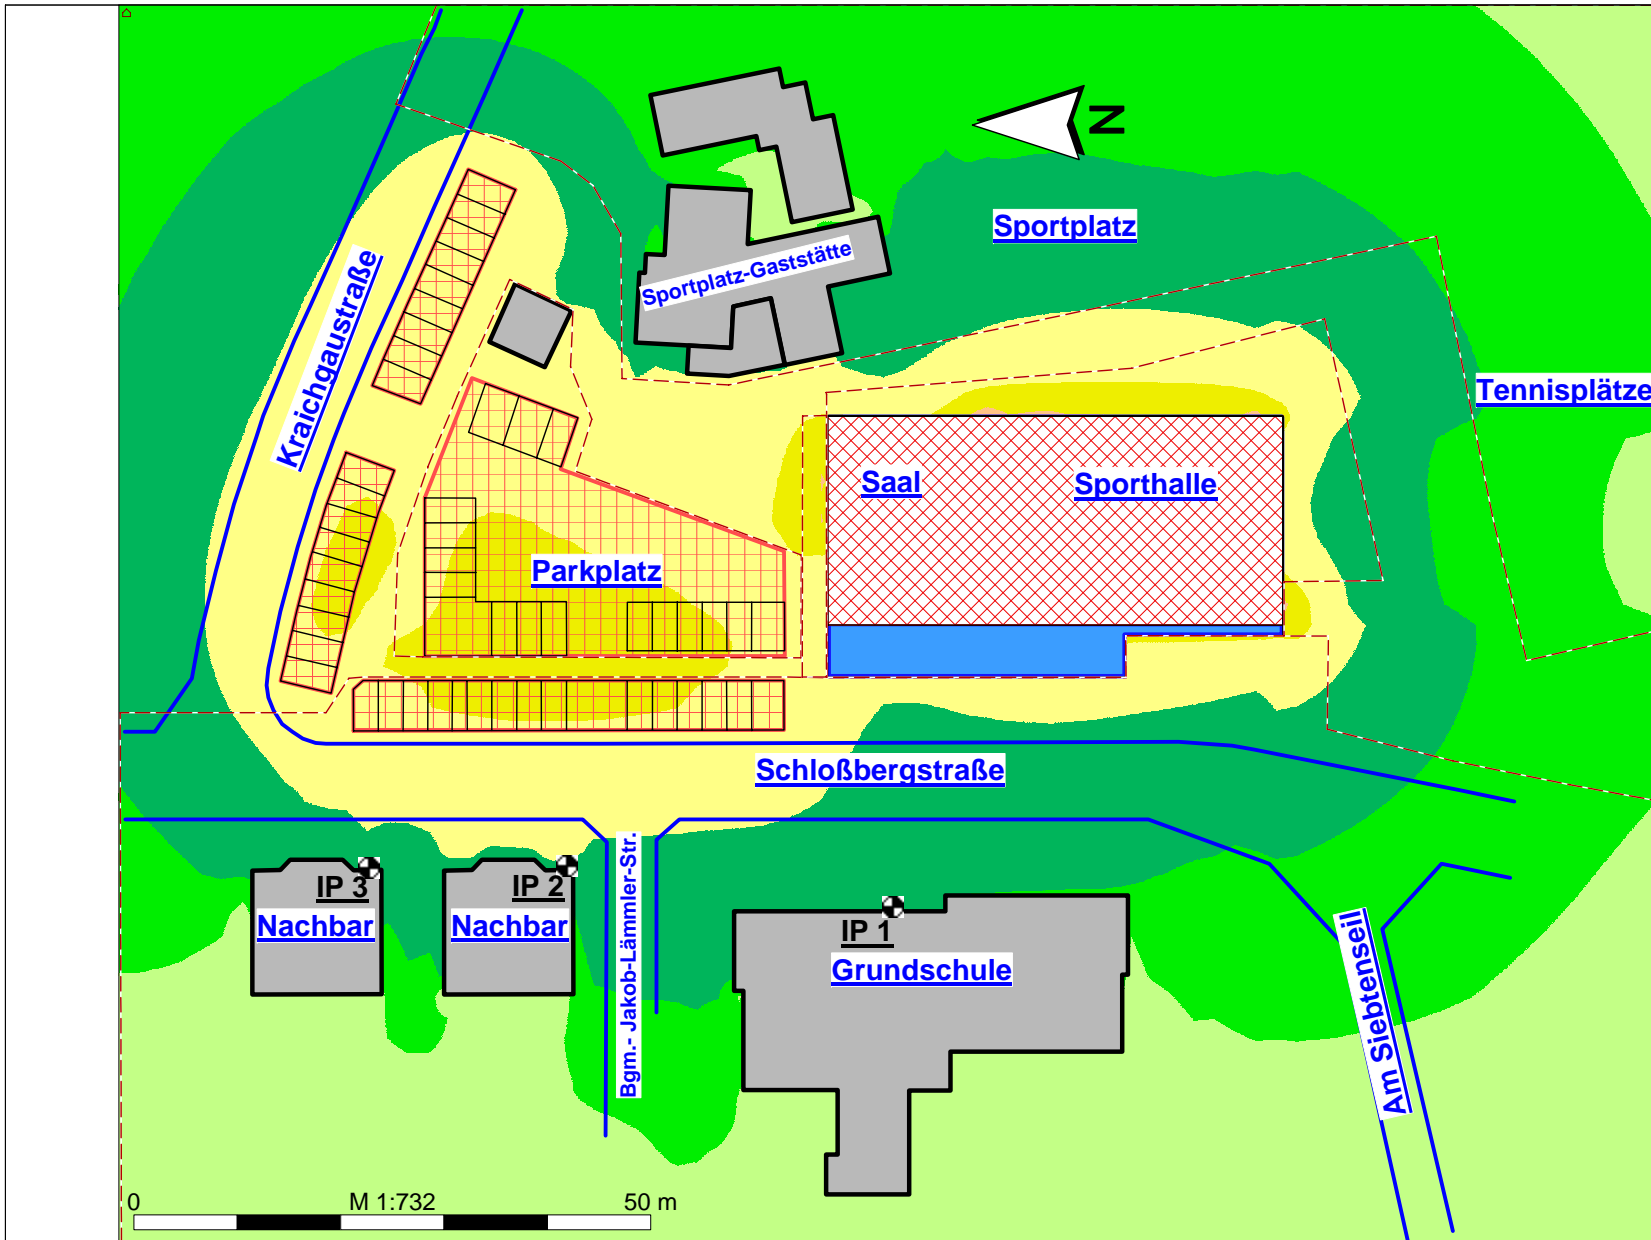 N
Sportplatz
Sportplatz-Gaststätte
Kraichgaustraße
Tennisplätze
Saal
Sporthalle
Parkplatz
Schloßbergstraße
Bgm.- Jakob-Lämmler-Str.
IP 3
Nachbar
IP 2
Nachbar
IP 1
Grundschule
Am Siebtenseil
0 M 1:732 50 m